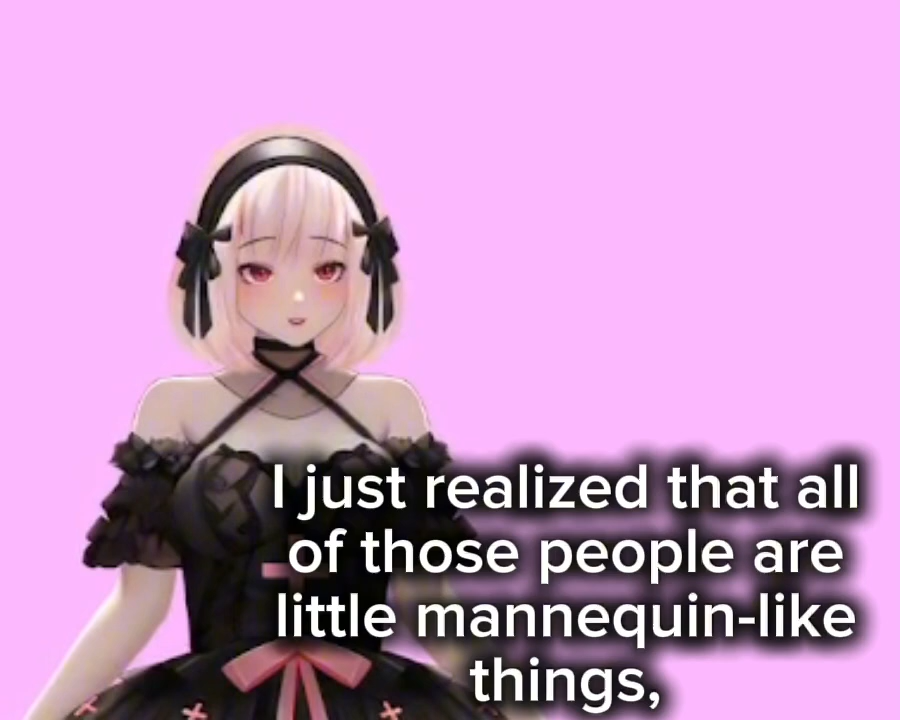 I just realized that all
of those people are
little mannequin-like
things,